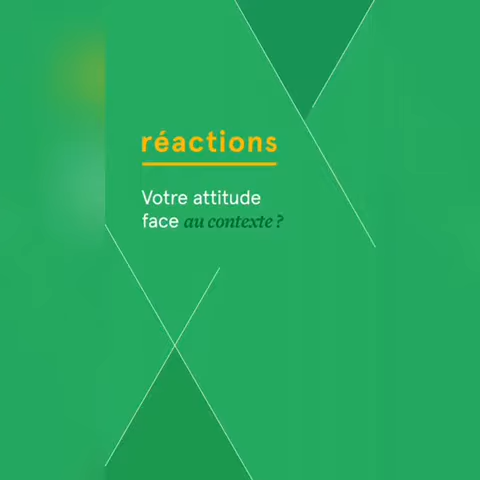 réactions
Votre attitude
face au contexte ?